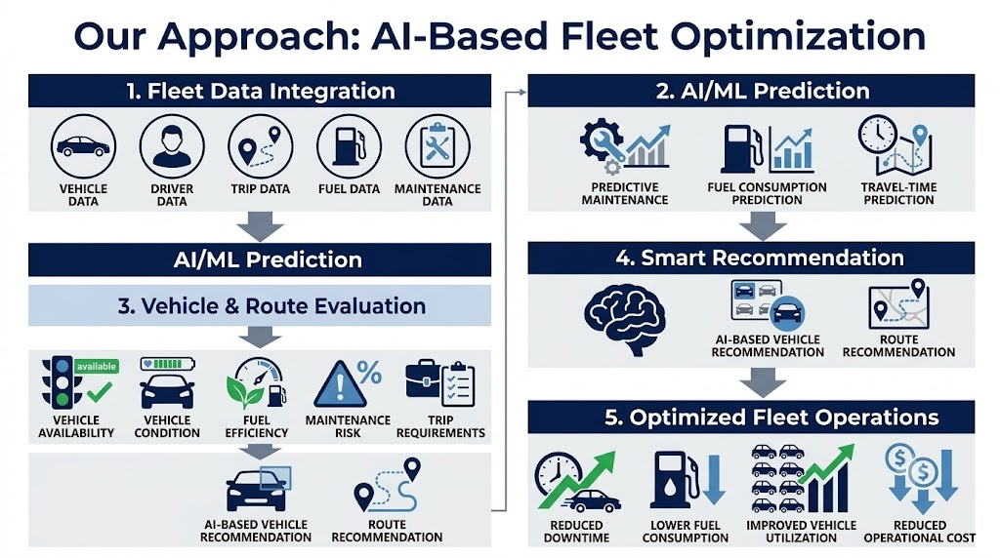 Our Approach: AI-Based Fleet Optimization
1. Fleet Data Integration
VEHICLE
DATA
DRIVER
DATA
TRIP DATA
FUEL DATA
MAINTENANCE
DATA
AI/ML Prediction
3. Vehicle & Route Evaluation
available
VEHICLE
AVAILABILITY
VEHICLE
CONDITION
FUEL
EFFICIENCY
%
MAINTENANCE
RISK
TRIP
REQUIREMENTS
AI-BASED VEHICLE
RECOMMENDATION
ROUTE
RECOMMENDATION
2. AI/ML Prediction
PREDICTIVE
MAINTENANCE
FUEL CONSUMPTION
PREDICTION
TRAVEL-TIME
PREDICTION
4. Smart Recommendation
AI-BASED VEHICLE
RECOMMENDATION
ROUTE
RECOMMENDATION
5. Optimized Fleet Operations
REDUCED
DOWNTIME
LOWER FUEL
CONSUMPTION
IMPROVED VEHICLE
UTILIZATION
$
$
REDUCED
OPERATIONAL COST